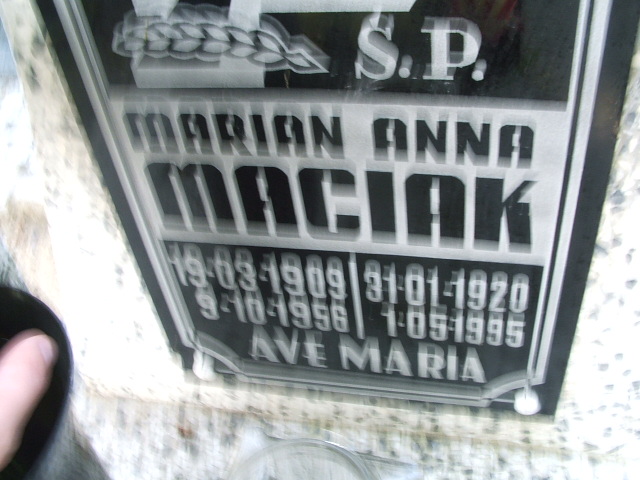 Ś.P.
MARIAN ANNA
MACIAK
19-03-1909 31-01-1920
9-10-1956 1-05-1995
AVE MARIA